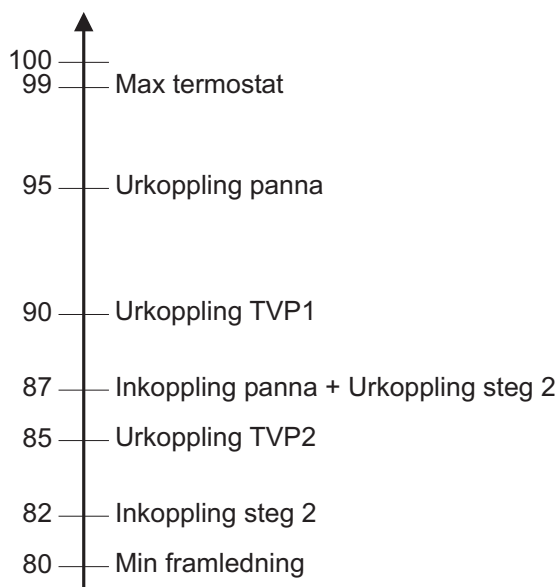 100
99 Max termostat
95 Urkoppling panna
90 Urkoppling TVP1
87 Inkoppling panna + Urkoppling steg 2
85 Urkoppling TVP2
82 Inkoppling steg 2
80 Min framledning